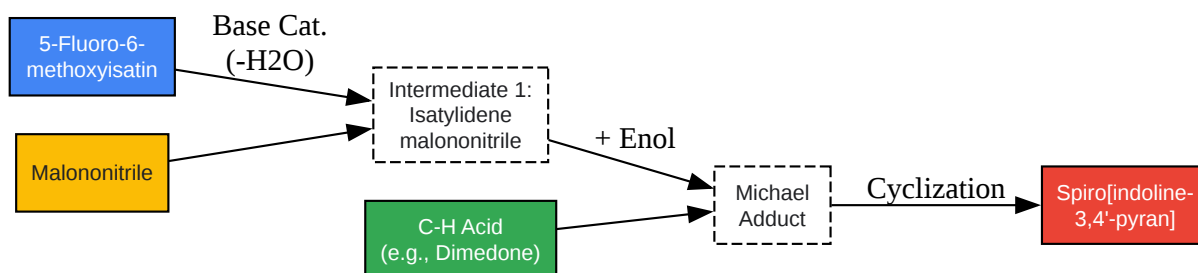 5-Fluoro-6-
methoxyisatin
Base Cat.
(-H2O)
Malononitrile
Intermediate 1:
Isatylidene
malononitrile
+ Enol
C-H Acid
(e.g., Dimedone)
Michael
Adduct
Cyclization
Spiro[indoline-
3,4'-pyran]